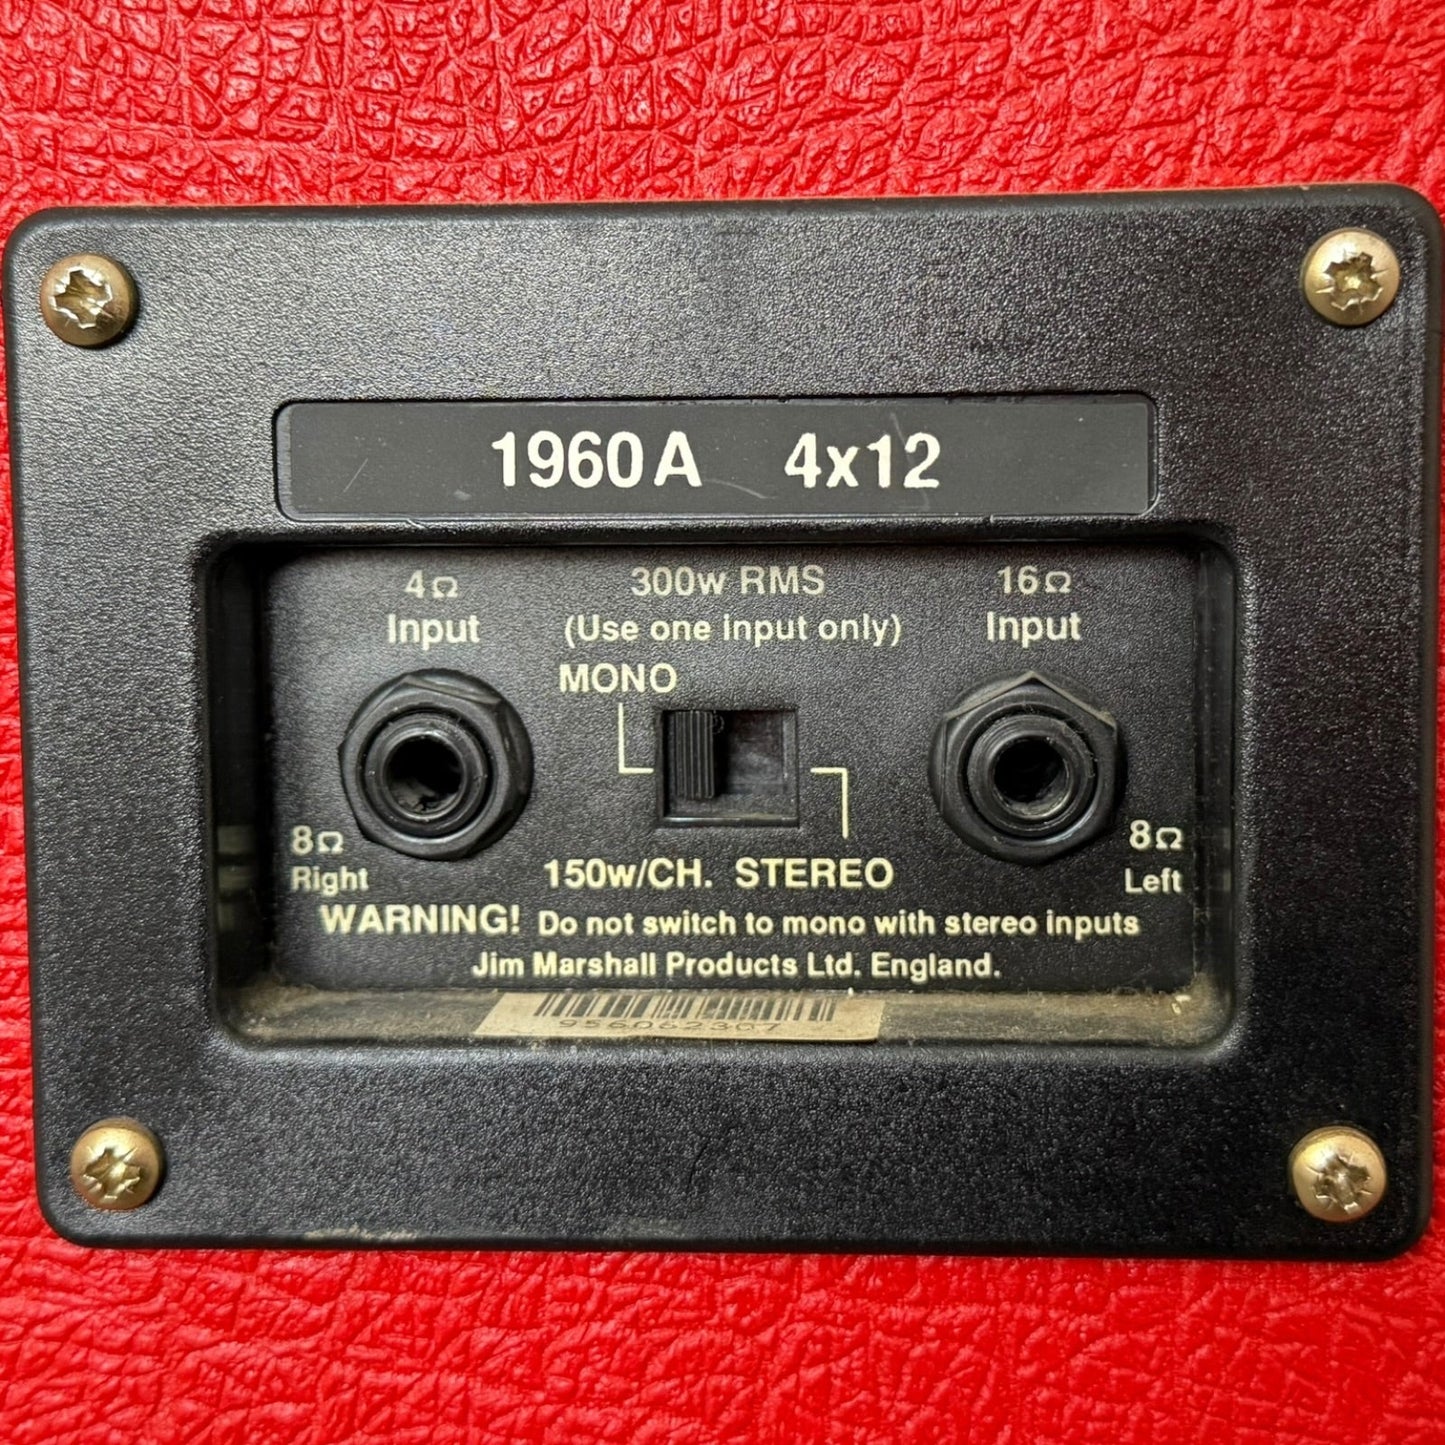 1960A 4x12
4Ω 300w RMS 16Ω
Input (Use one input only) Input
MONO
8Ω 8Ω
Right 150w/CH. STEREO Left
WARNING! Do not switch to mono with stereo inputs
Jim Marshall Products Ltd. England.
956062307